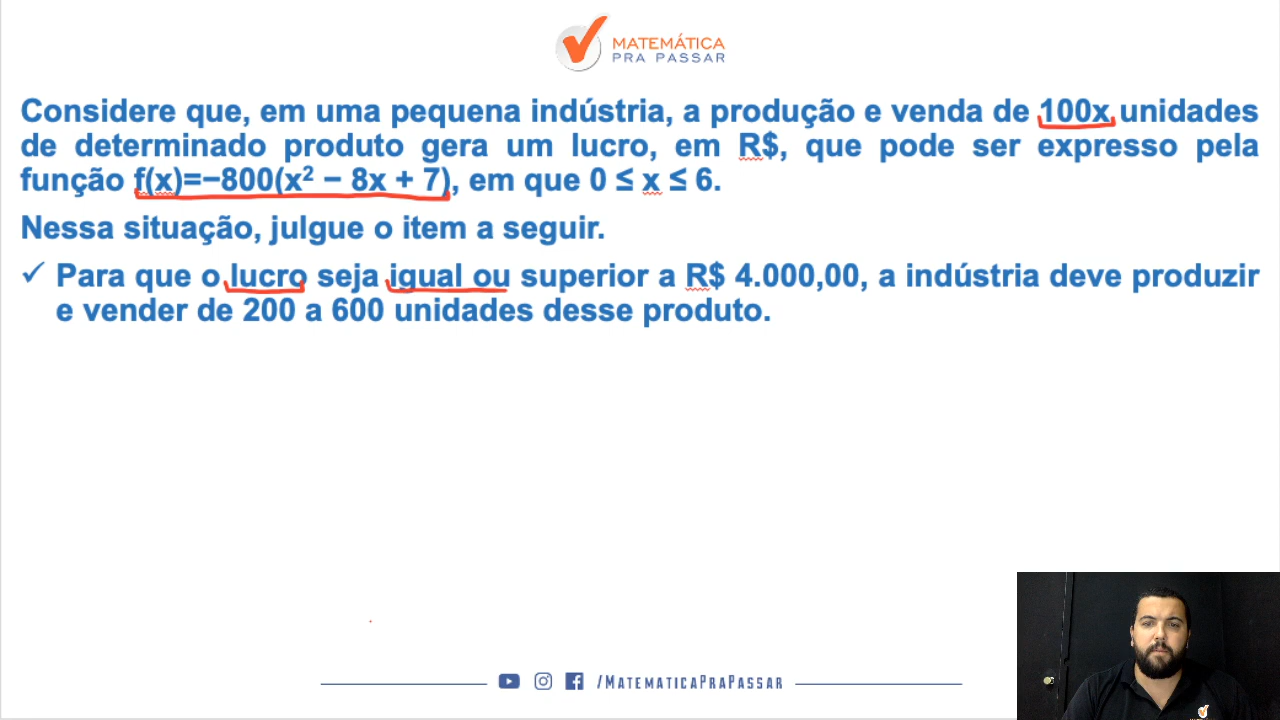 MATEMÁTICA
PRA PASSAR
Considere que, em uma pequena indústria, a produção e venda de 100x unidades
de determinado produto gera um lucro, em R$, que pode ser expresso pela
função f(x)=−800(x² − 8x + 7), em que 0 ≤ x ≤ 6.
Nessa situação, julgue o item a seguir.
✓ Para que o lucro seja igual ou superior a R$ 4.000,00, a indústria deve produzir
e vender de 200 a 600 unidades desse produto.
/MATEMATICAPRAPASSAR